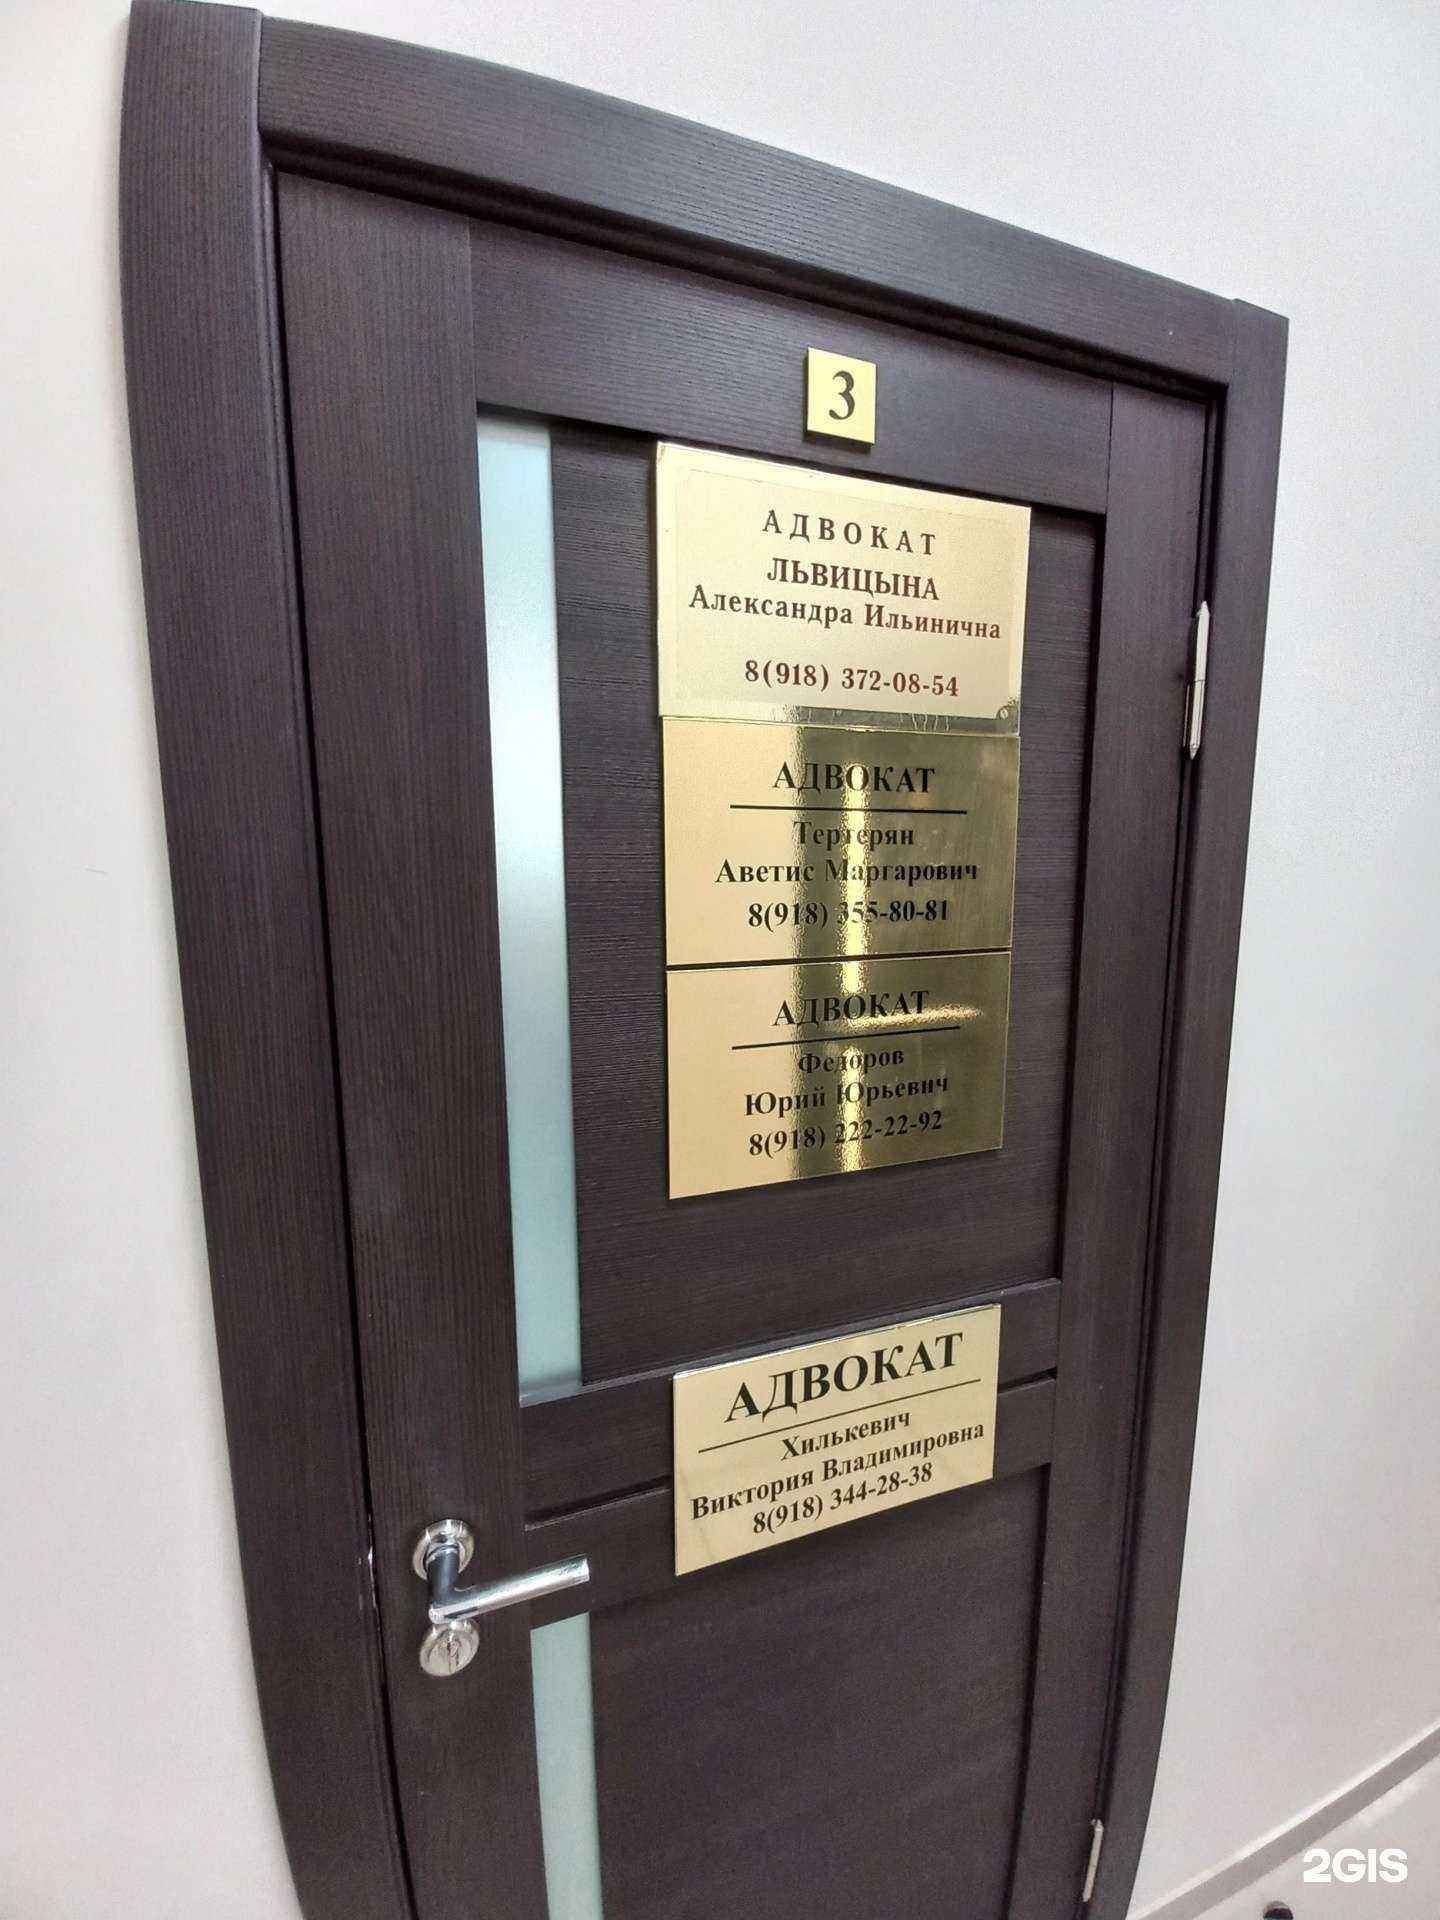 3
АДВОКАТ
ЛЬВИЦЫНА
Александра Ильинична
8(918) 372-08-54
АДВОКАТ
Тертерян
Аветис Маргарович
8(918) 355-80-81
АДВОКАТ
Федоров
Юрий Юрьевич
8(918) 222-22-92
АДВОКАТ
Хилькевич
Виктория Владимировна
8(918) 344-28-38
2GIS